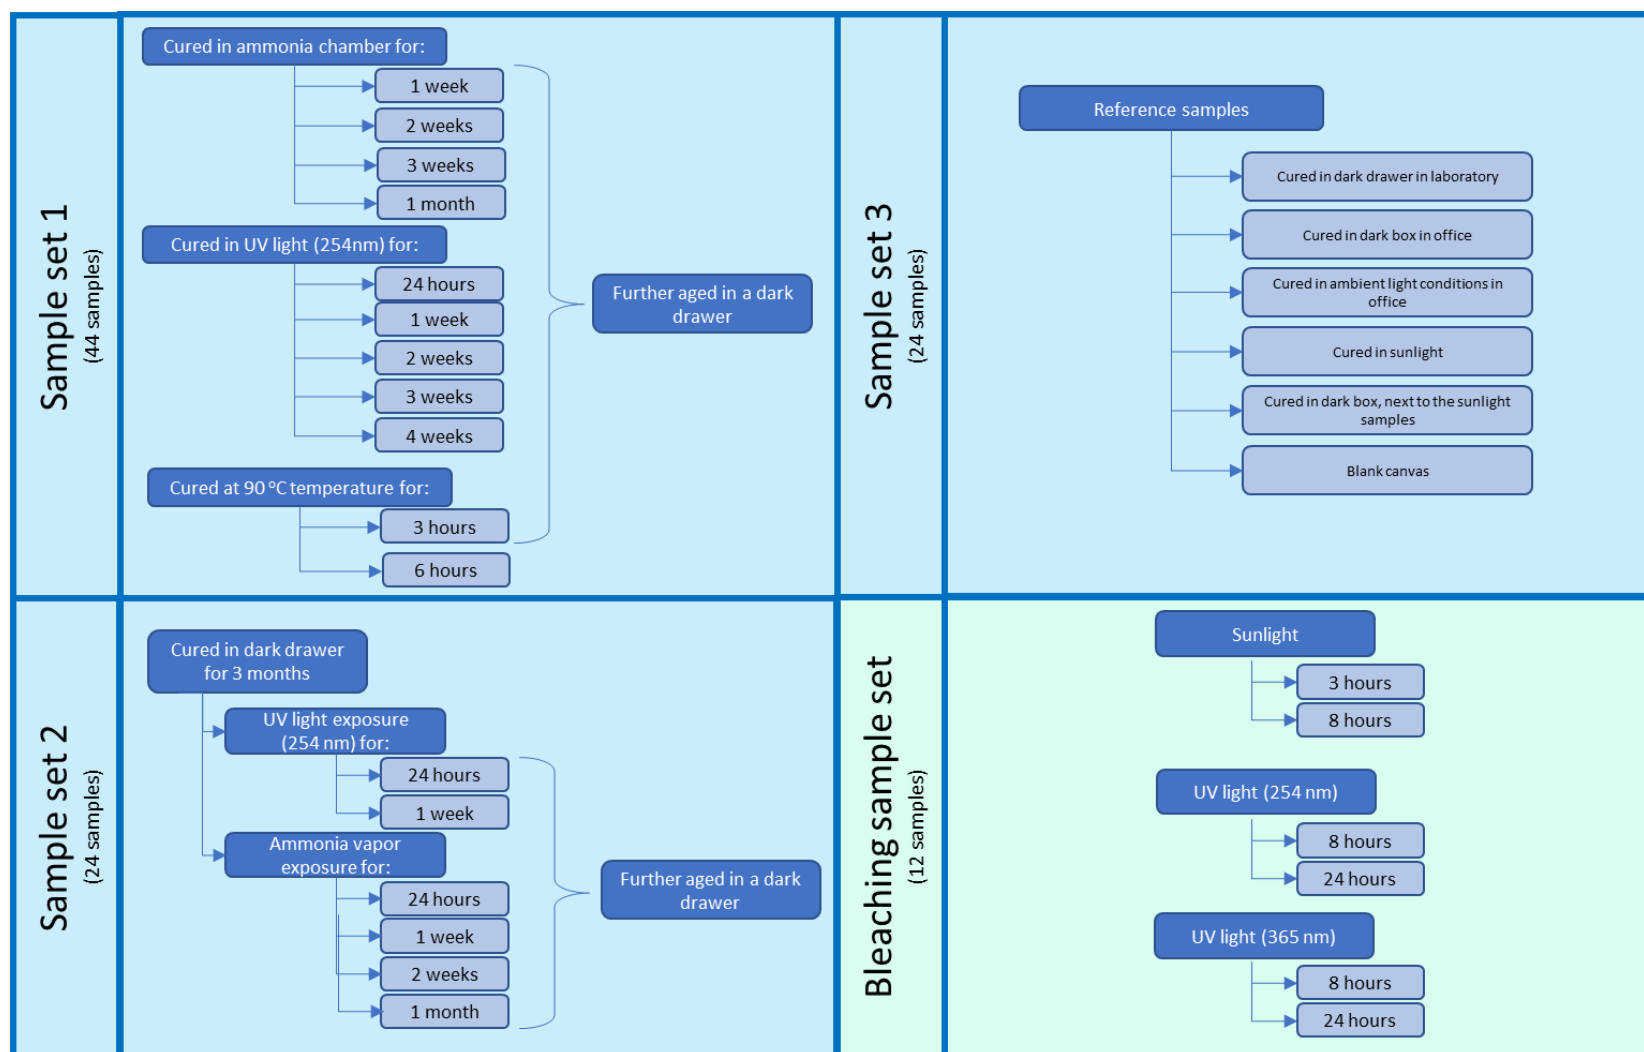 Sample set 1
(44 samples)
Cured in ammonia chamber for:
1 week
2 weeks
3 weeks
1 month
Cured in UV light (254nm) for:
24 hours
1 week
2 weeks
3 weeks
4 weeks
Cured at 90 °C temperature for:
3 hours
6 hours
Further aged in a dark
drawer
Sample set 3
(24 samples)
Reference samples
Cured in dark drawer in laboratory
Cured in dark box in office
Cured in ambient light conditions in
office
Cured in sunlight
Cured in dark box, next to the sunlight
samples
Blank canvas
Sample set 2
(24 samples)
Cured in dark drawer
for 3 months
UV light exposure
(254 nm) for:
24 hours
1 week
Ammonia vapor
exposure for:
24 hours
1 week
2 weeks
1 month
Further aged in a dark
drawer
Bleaching sample set
(12 samples)
Sunlight
3 hours
8 hours
UV light (254 nm)
8 hours
24 hours
UV light (365 nm)
8 hours
24 hours